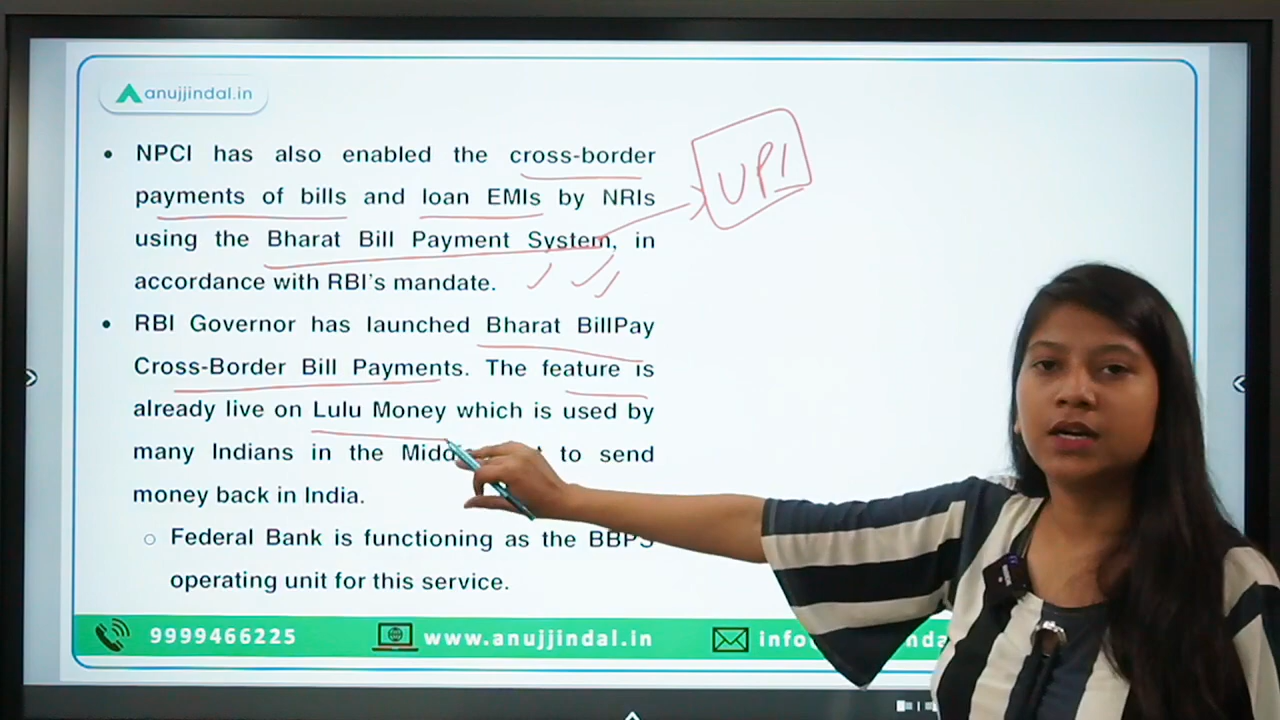 anujjindal.in
NPCI has also enabled the cross-border
payments of bills and loan EMIs by NRIs
using the Bharat Bill Payment System, in
accordance with RBI's mandate.
UPI
RBI Governor has launched Bharat BillPay
Cross-Border Bill Payments. The feature is
already live on Lulu Money which is used by
many Indians in the to send
money back in India.
Federal Bank is functioning as the BBPS
operating unit for this service.
9999466225
www.anujjindal.in